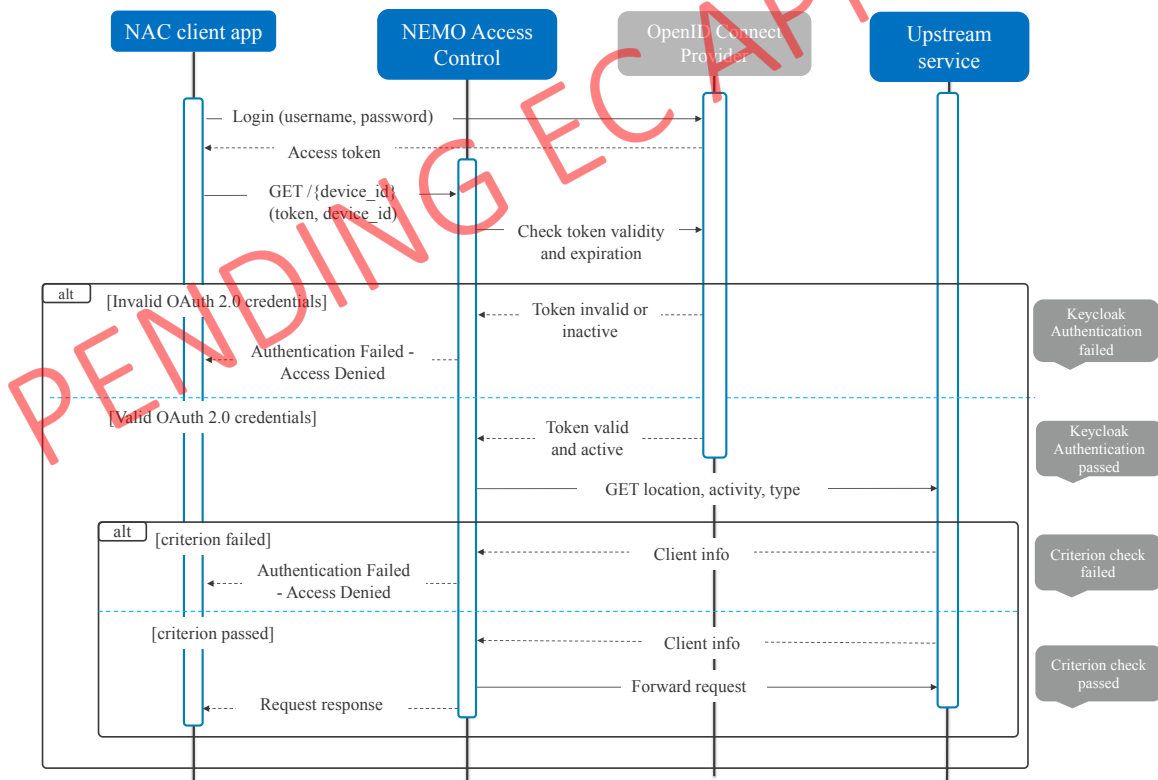 NAC client app
NEMO Access
Control
OpenID Connect
Provider
Upstream
service
Login (username, password)
Access token
GET /{device_id}
(token, device_id)
Check token validity
and expiration
alt
[Invalid OAuth 2.0 credentials]
Token invalid or
inactive
Keycloak
Authentication
failed
Authentication Failed -
Access Denied
[Valid OAuth 2.0 credentials]
Token valid
and active
Keycloak
Authentication
passed
GET location, activity, type
alt
[criterion failed]
Client info
Criterion check
failed
Authentication Failed
- Access Denied
[criterion passed]
Client info
Criterion check
passed
Forward request
Request response
PENDING EC AP